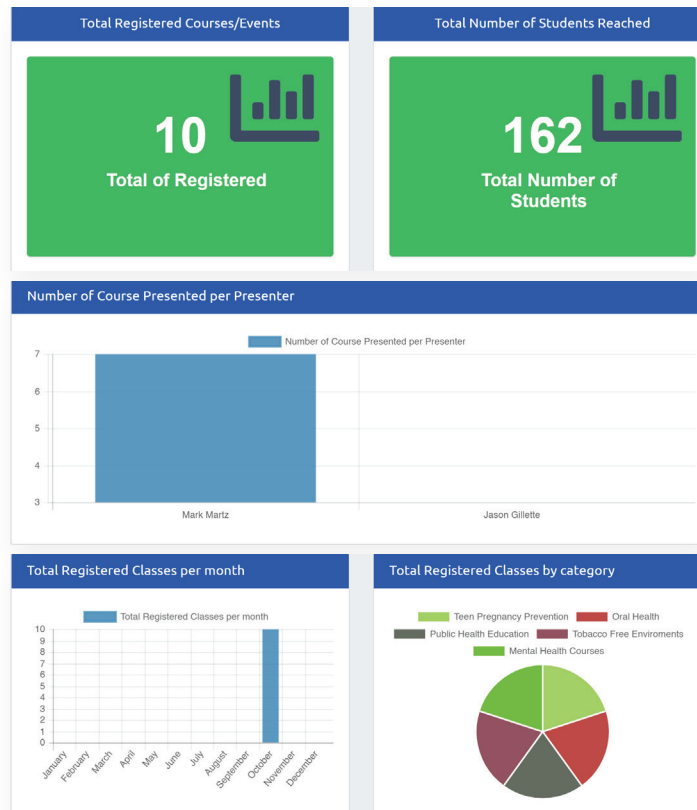 Total Registered Courses/Events
Total Number of Students Reached
10
Total of Registered
162
Total Number of
Students
Number of Course Presented per Presenter
Number of Course Presented per Presenter
7
6
5
4
3
Mark Martz
Jason Gillette
Total Registered Classes per month
Total Registered Classes per month
10
9
8
7
6
5
4
3
2
1
0
January
February
March
April
May
June
July
August
September
October
November
December
Total Registered Classes by category
Teen Pregnancy Prevention
Oral Health
Public Health Education
Tobacco Free Enviroments
Mental Health Courses